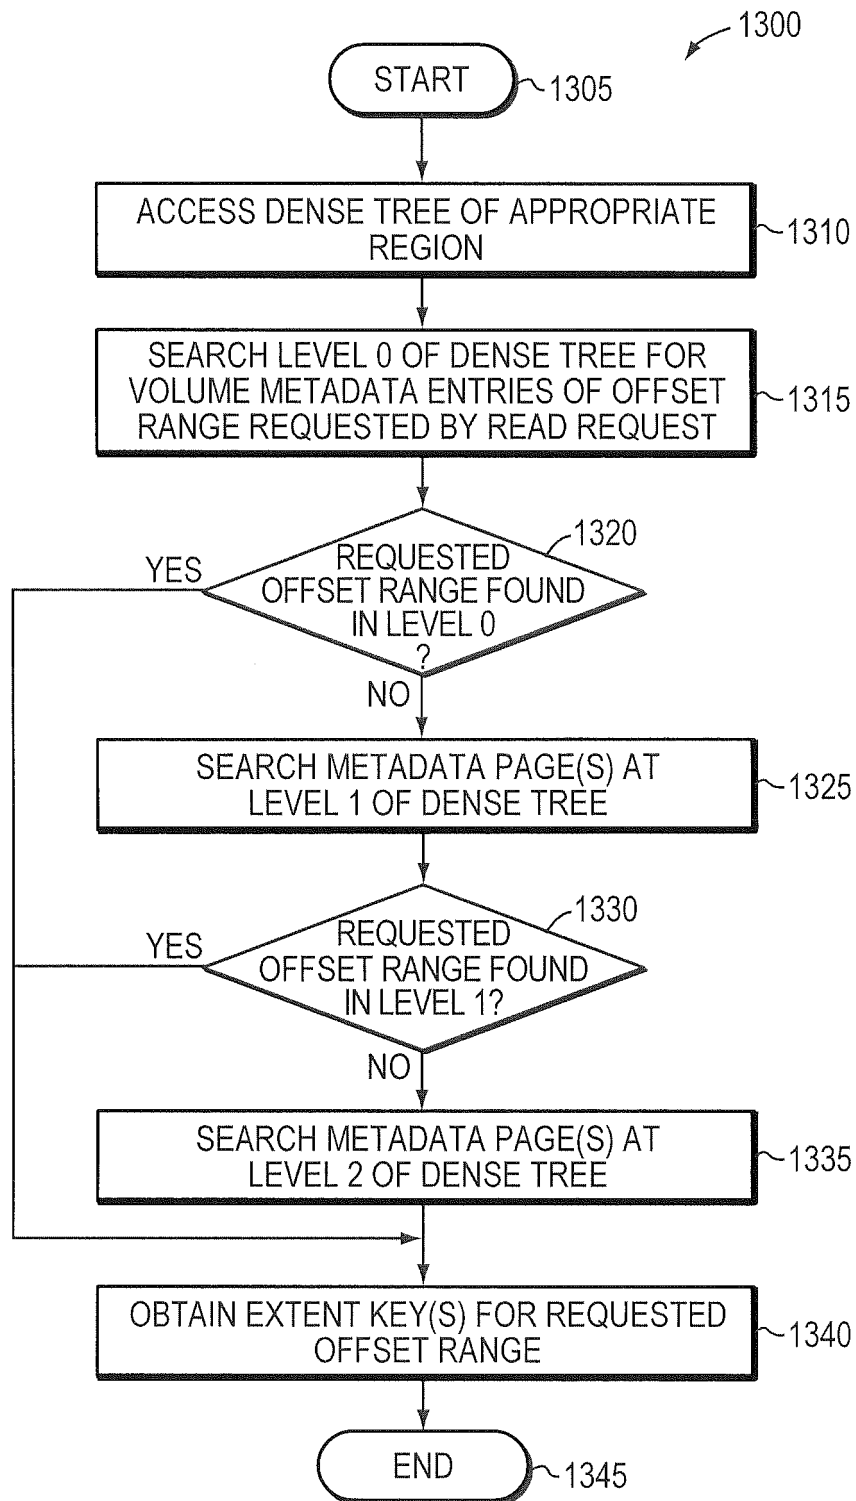 1300
START
1305
ACCESS DENSE TREE OF APPROPRIATE
REGION
1310
SEARCH LEVEL 0 OF DENSE TREE FOR
VOLUME METADATA ENTRIES OF OFFSET
RANGE REQUESTED BY READ REQUEST
1315
1320
YES
REQUESTED
OFFSET RANGE FOUND
IN LEVEL 0
?
NO
SEARCH METADATA PAGE(S) AT
LEVEL 1 OF DENSE TREE
1325
1330
YES
REQUESTED
OFFSET RANGE FOUND
IN LEVEL 1?
NO
SEARCH METADATA PAGE(S) AT
LEVEL 2 OF DENSE TREE
1335
OBTAIN EXTENT KEY(S) FOR REQUESTED
OFFSET RANGE
1340
END
1345